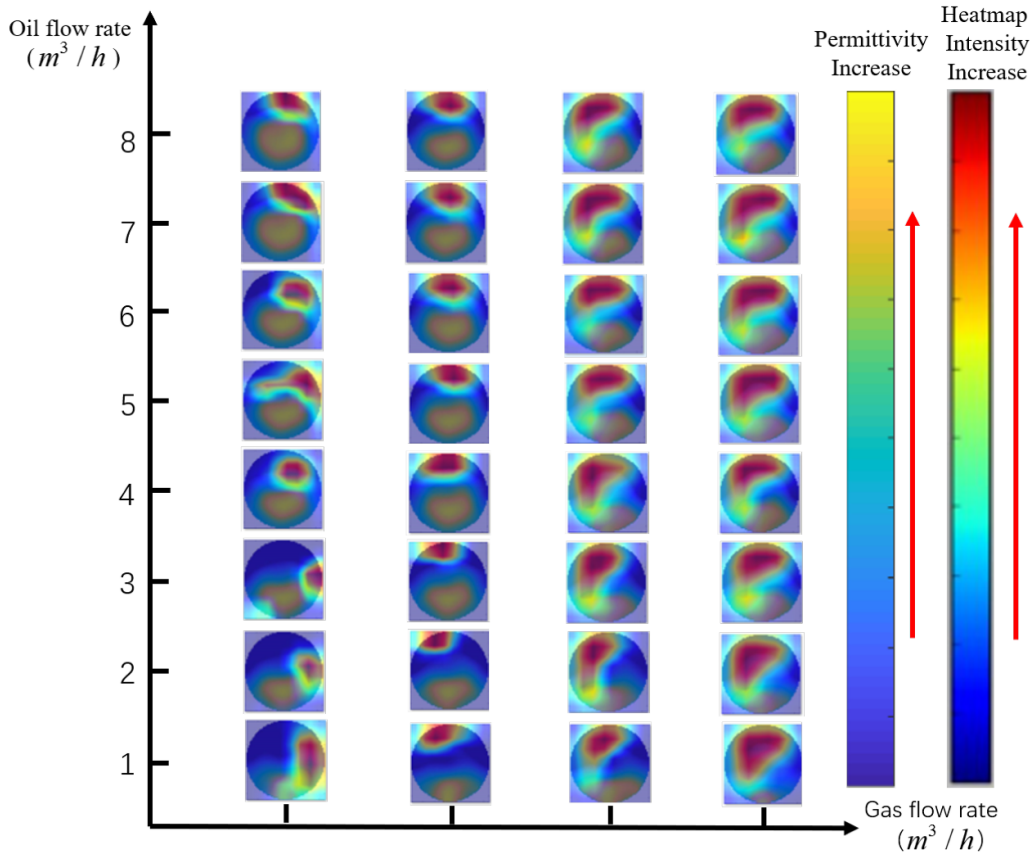 Oil flow rate
(m³ / h)
Permittivity
Increase
Heatmap
Intensity
Increase
8
7
6
5
4
3
2
1
Gas flow rate
(m³ / h)